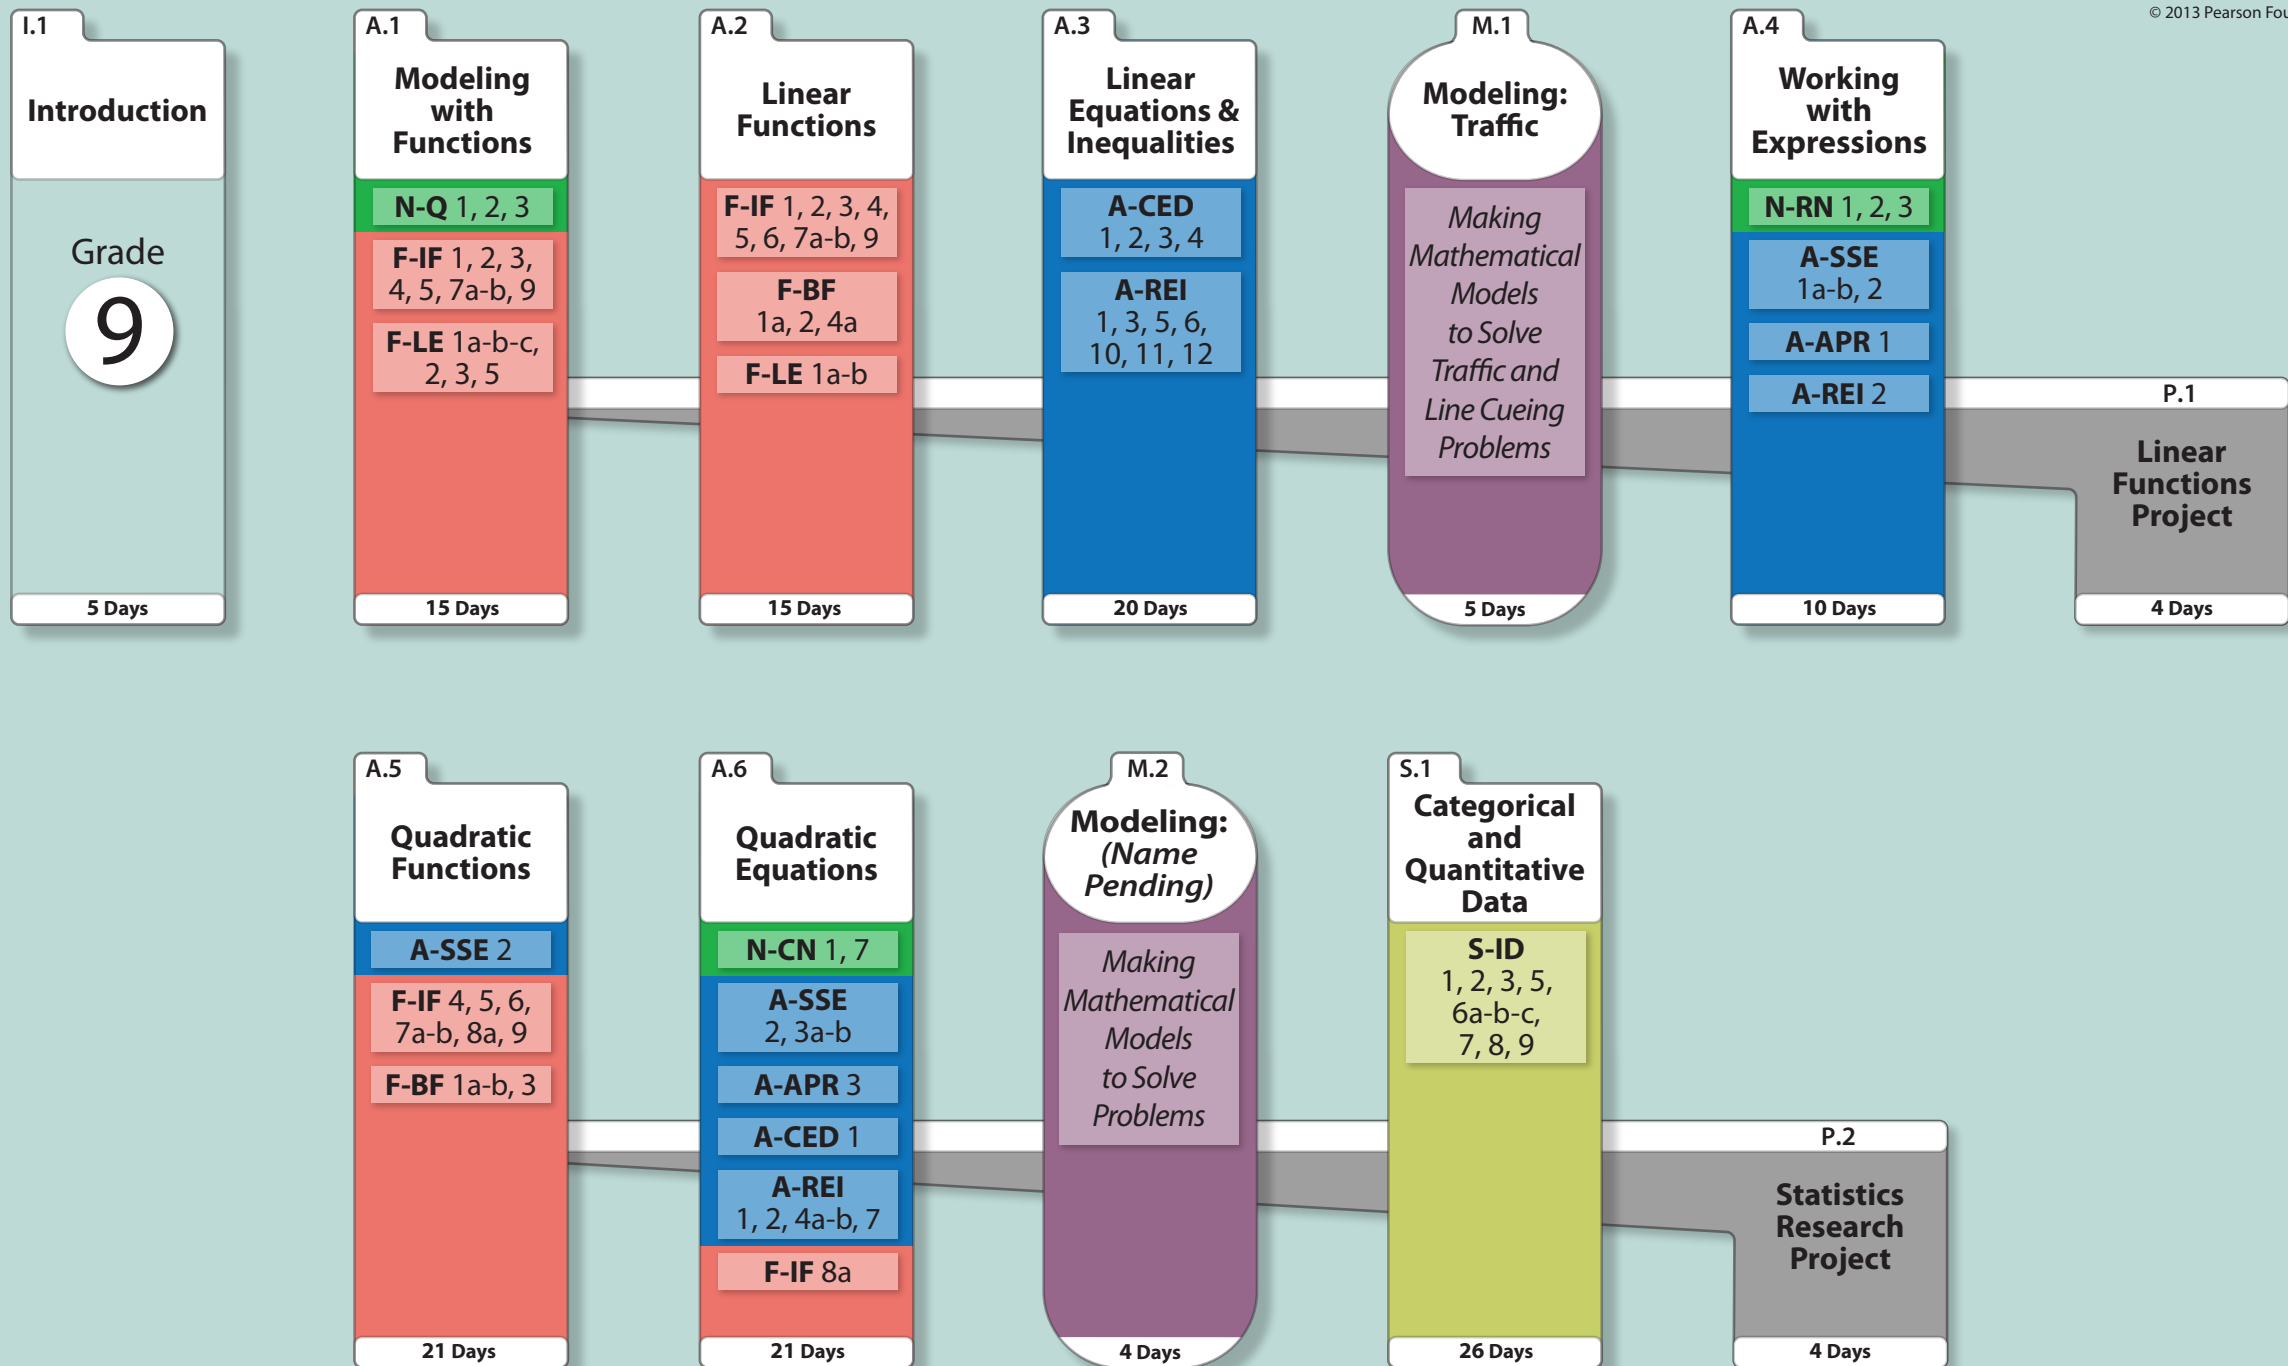 © 2013 Pearson Fou
I.1
Introduction
Grade
9
5 Days
A.1
Modeling
with
Functions
N-Q 1, 2, 3
F-IF 1, 2, 3,
4, 5, 7a-b, 9
F-LE 1a-b-c,
2, 3, 5
15 Days
A.2
Linear
Functions
F-IF 1, 2, 3, 4,
5, 6, 7a-b, 9
F-BF
1a, 2, 4a
F-LE 1a-b
15 Days
A.3
Linear
Equations &
Inequalities
A-CED
1, 2, 3, 4
A-REI
1, 3, 5, 6,
10, 11, 12
20 Days
M.1
Modeling:
Traffic
Making
Mathematical
Models
to Solve
Traffic and
Line Cueing
Problems
5 Days
A.4
Working
with
Expressions
N-RN 1, 2, 3
A-SSE
1a-b, 2
A-APR 1
A-REI 2
10 Days
P.1
Linear
Functions
Project
4 Days
A.5
Quadratic
Functions
A-SSE 2
F-IF 4, 5, 6,
7a-b, 8a, 9
F-BF 1a-b, 3
21 Days
A.6
Quadratic
Equations
N-CN 1, 7
A-SSE
2, 3a-b
A-APR 3
A-CED 1
A-REI
1, 2, 4a-b, 7
F-IF 8a
21 Days
M.2
Modeling:
(Name
Pending)
Making
Mathematical
Models
to Solve
Problems
4 Days
S.1
Categorical
and
Quantitative
Data
S-ID
1, 2, 3, 5,
6a-b-c,
7, 8, 9
26 Days
P.2
Statistics
Research
Project
4 Days